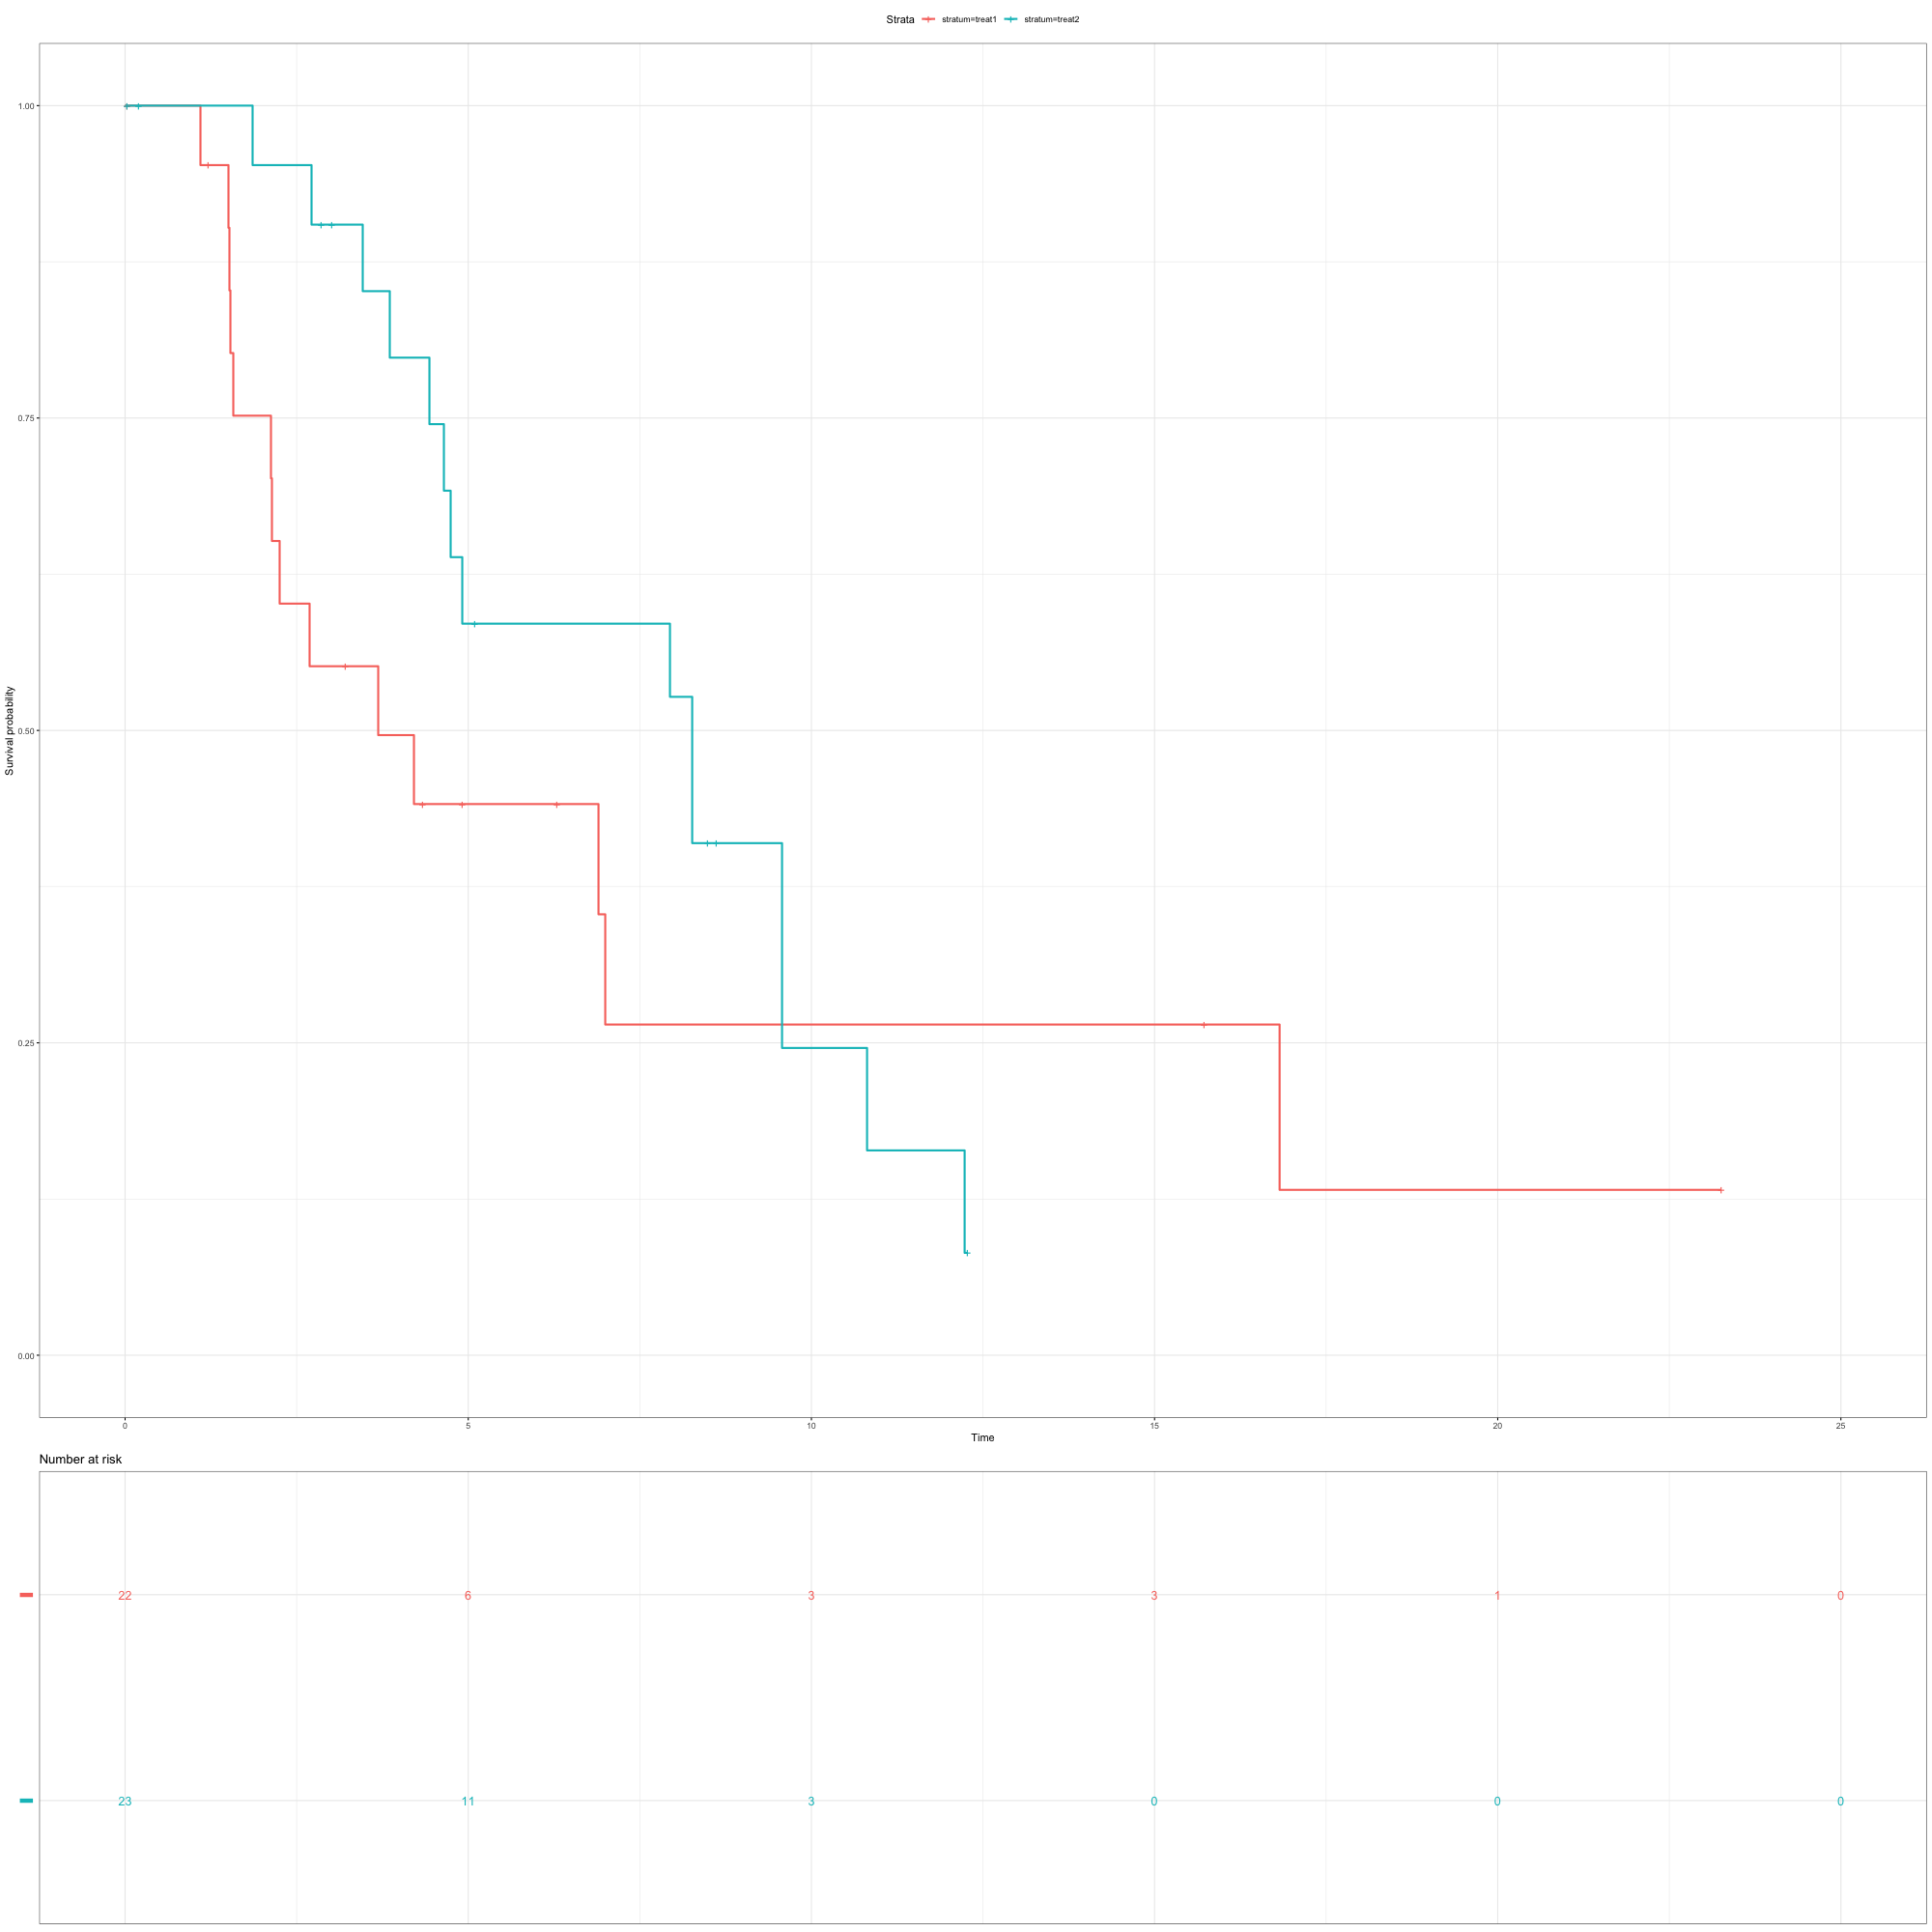 Strata stratum=treat1 stratum=treat2
1.00
0.75
0.50
0.25
0.00
Survival probability
0 5 10 15 20 25
Time
Number at risk
22 6 3 3 1 0
23 11 3 0 0 0